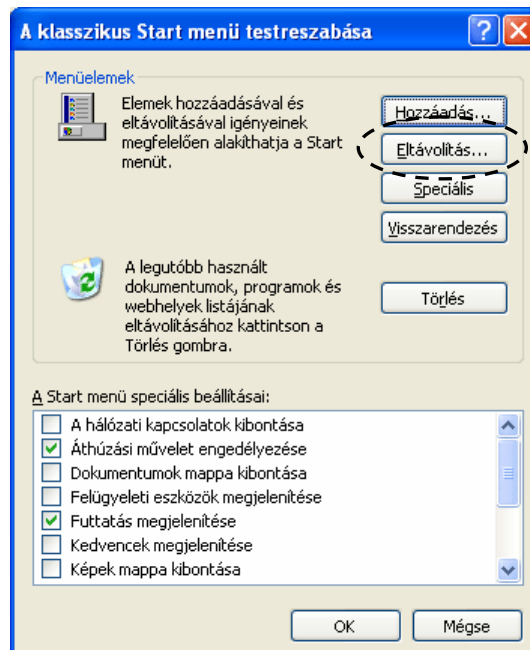 A klasszikus Start menü testreszabása
Menüelemek
Elemek hozzáadásával és
eltávolításával igényeinek
megfelelően alakíthatja a Start
menüt.
Hozzáadás...
Eltávolítás...
Speciális
Visszarendezés
A legutóbb használt
dokumentumok, programok és
webhelyek listájának
eltávolításához kattintson a
Törlés gombra.
Törlés
A Start menü speciális beállításai:
A hálózati kapcsolatok kibontása
Áthúzási művelet engedélyezése
Dokumentumok mappa kibontása
Felügyeleti eszközök megjelenítése
Futtatás megjelenítése
Kedvencek megjelenítése
Képek mappa kibontása
OK
Mégse